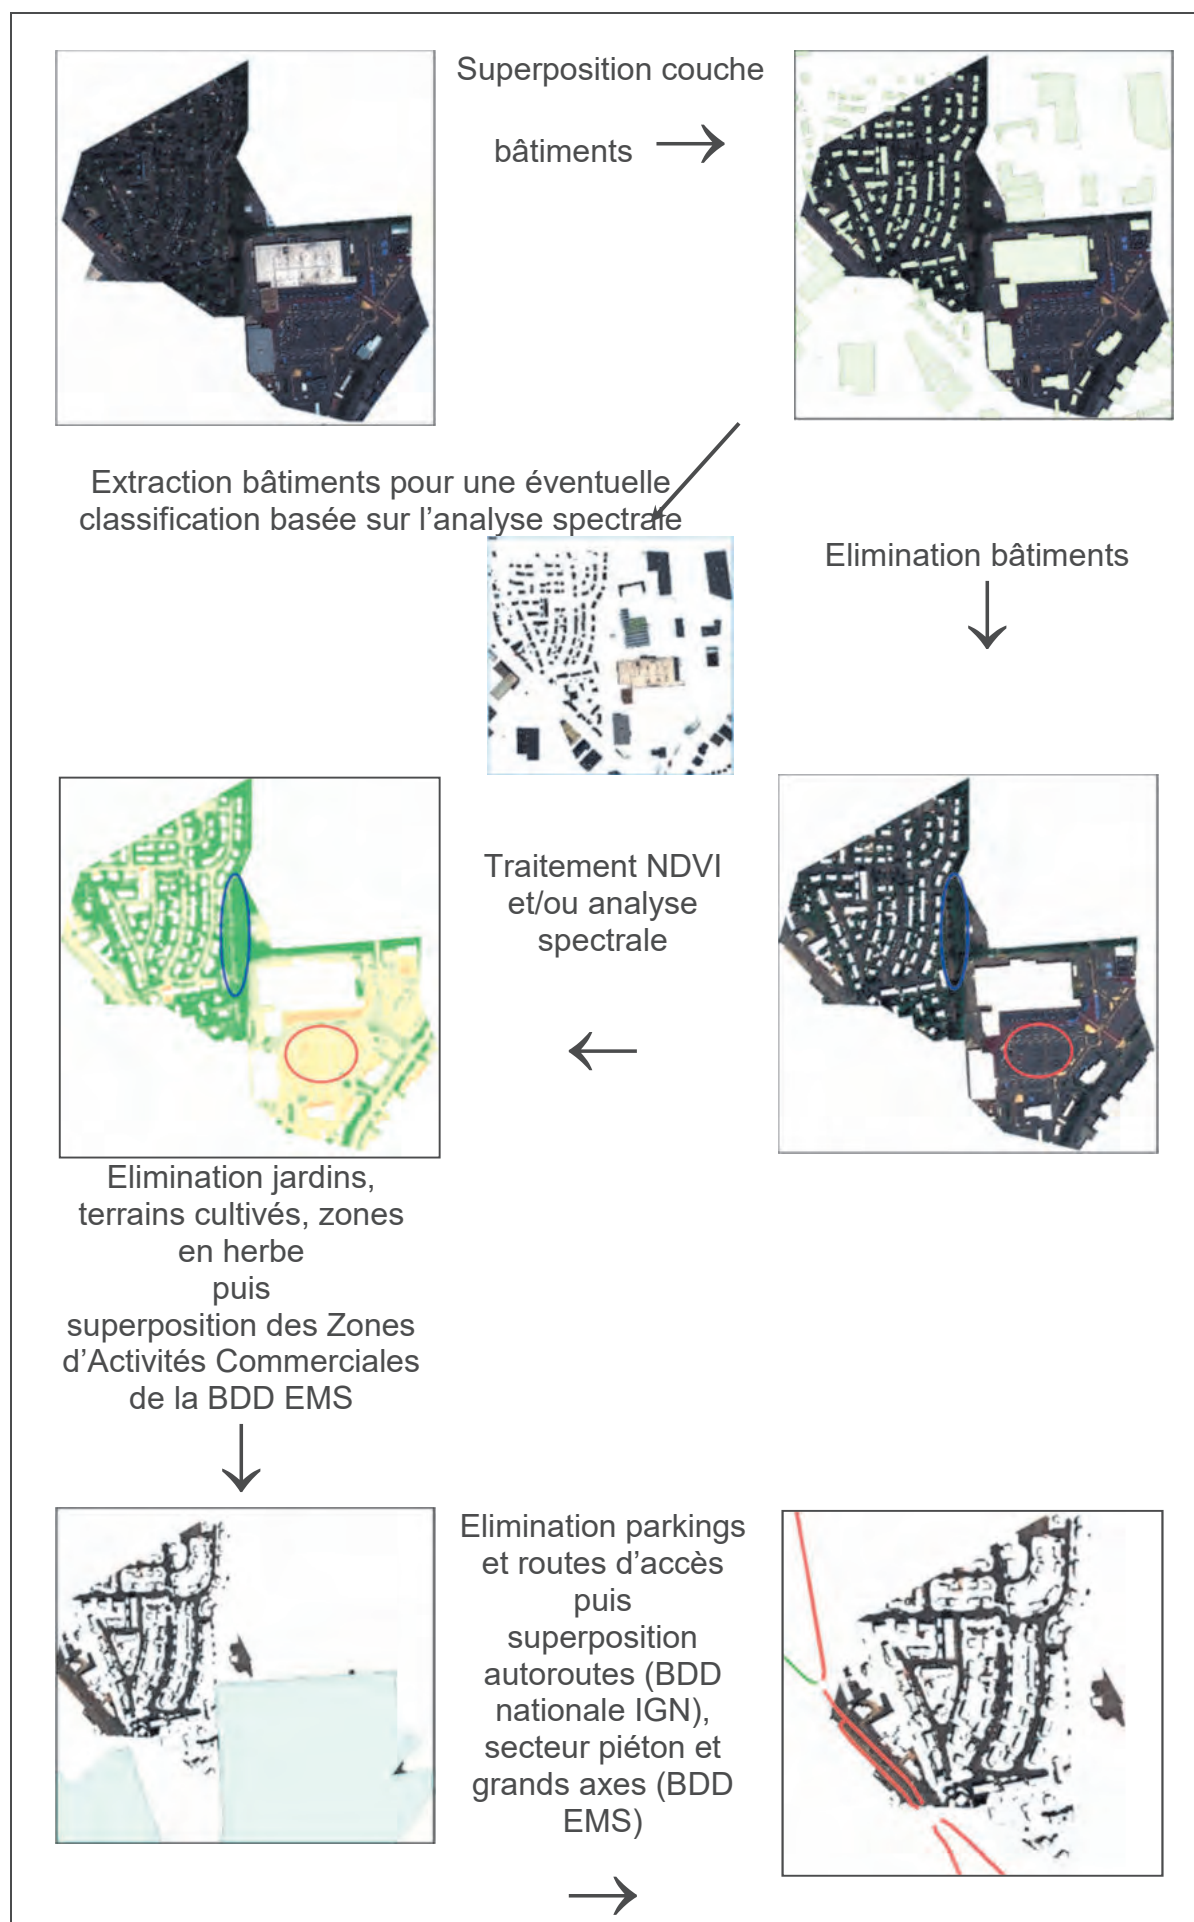 Superposition couche
bâtiments
Extraction bâtiments pour une éventuelle
classification basée sur l’analyse spectrale
Elimination bâtiments
Traitement NDVI
et/ou analyse
spectrale
Elimination jardins,
terrains cultivés, zones
en herbe
puis
superposition des Zones
d’Activités Commerciales
de la BDD EMS
Elimination parkings
et routes d’accès
puis
superposition
autoroutes (BDD
nationale IGN),
secteur piéton et
grands axes (BDD
EMS)